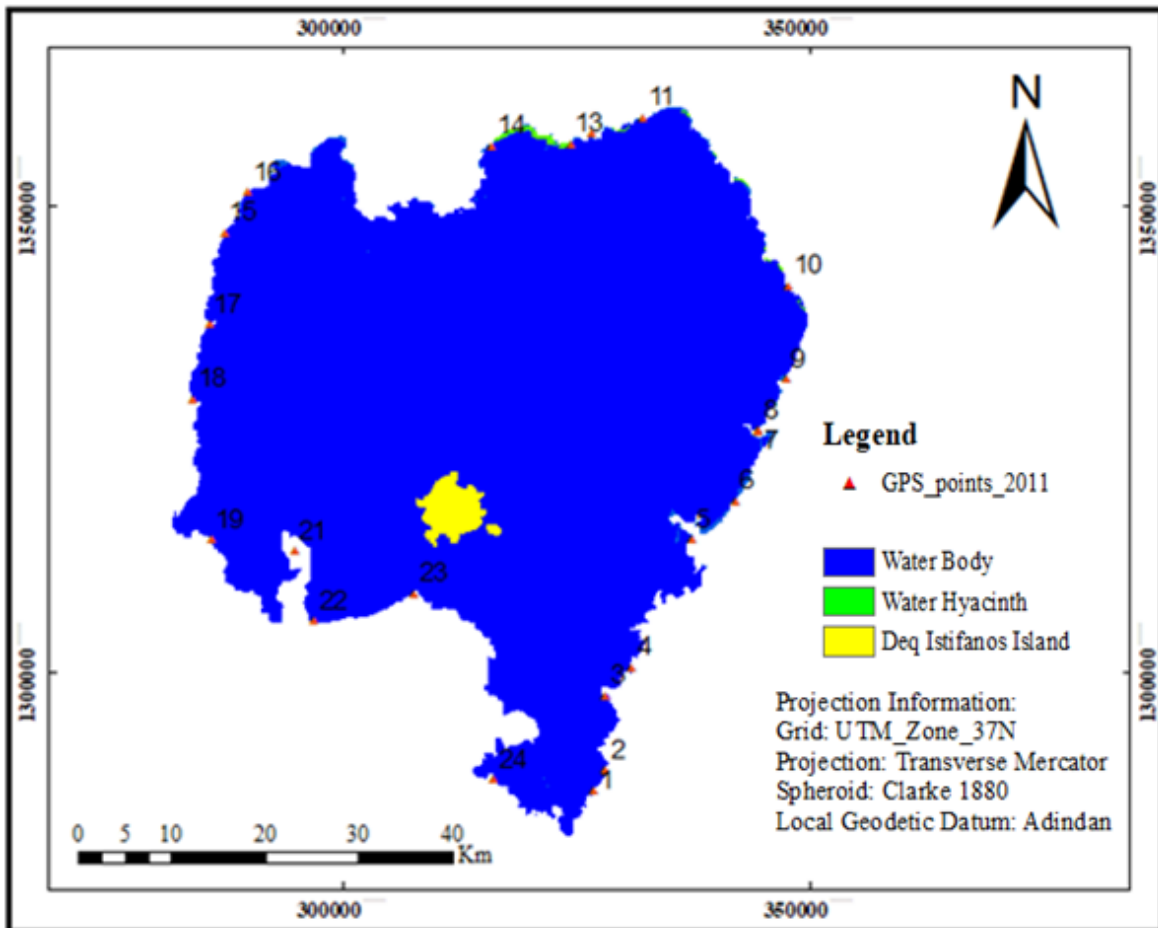 300000 350000
N
11
13
14
16
1350000 1350000
15
10
17
9
18
8
Legend
7
GPS_points_2011
6
5
19
21
Water Body
23
22
Water Hyacinth
Deq Istifanos Island
4
3
1300000 1300000
Projection Information:
Grid: UTM_Zone_37N
2
24
Projection: Transverse Mercator
1
Spheroid: Clarke 1880
Local Geodetic Datum: Adindan
0 5 10 20 30 40
Km
300000 350000